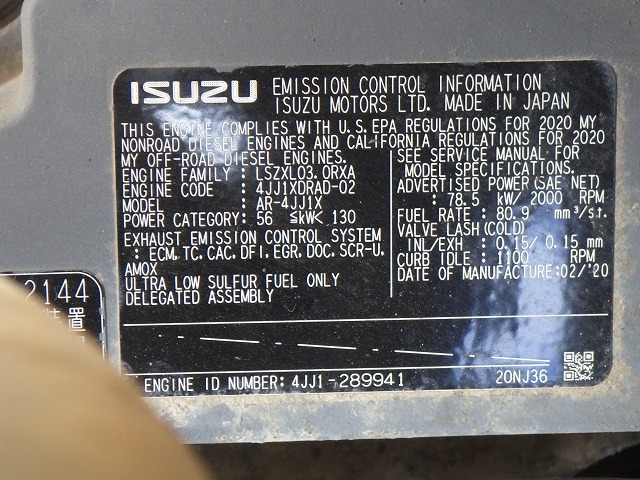 ISUZU EMISSION CONTROL INFORMATION
ISUZU MOTORS LTD. MADE IN JAPAN
THIS ENGINE COMPLIES WITH U.S.EPA REGULATIONS FOR 2020 MY
NONROAD DIESEL ENGINES AND CALIFORNIA REGULATIONS FOR 2020
MY OFF-ROAD DIESEL ENGINES.
ENGINE FAMILY : LSZXL03.0RXA
ENGINE CODE : 4JJ1XDRAD-02
MODEL : AR-4JJ1X
POWER CATEGORY: 56 ≦kW< 130
EXHAUST EMISSION CONTROL SYSTEM
: ECM,TC,CAC,DFI,EGR,DOC,SCR-U,
AMOX
ULTRA LOW SULFUR FUEL ONLY
DELEGATED ASSEMBLY
SEE SERVICE MANUAL FOR
MODEL SPECIFICATIONS.
ADVERTISED POWER(SAE NET)
: 78.5 kW/ 2000 RPM
FUEL RATE : 80.9 mm³/st.
VALVE LASH(COLD)
INL/EXH : 0.15/ 0.15 mm
CURB IDLE : 1100 RPM
DATE OF MANUFACTURE:02/'20
ENGINE ID NUMBER: 4JJ1-289941
20NJ36
2144
装置